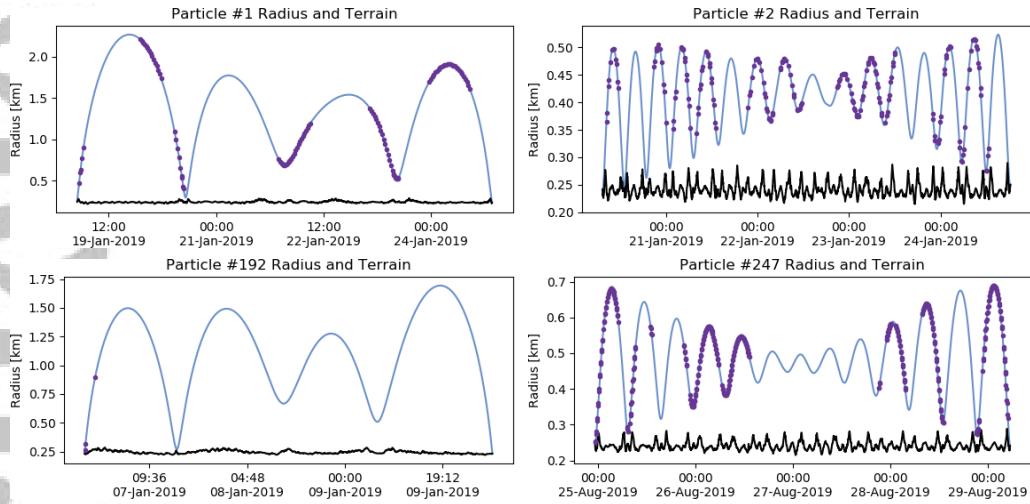 Particle #1 Radius and Terrain
Radius [km]
2.0
1.5
1.0
0.5
12:00 00:00 12:00 00:00
19-Jan-2019 21-Jan-2019 22-Jan-2019 24-Jan-2019
Particle #2 Radius and Terrain
Radius [km]
0.50
0.45
0.40
0.35
0.30
0.25
0.20
00:00 00:00 00:00 00:00
21-Jan-2019 22-Jan-2019 23-Jan-2019 24-Jan-2019
Particle #192 Radius and Terrain
Radius [km]
1.75
1.50
1.25
1.00
0.75
0.50
0.25
09:36 04:48 00:00 19:12
07-Jan-2019 08-Jan-2019 09-Jan-2019 09-Jan-2019
Particle #247 Radius and Terrain
Radius [km]
0.7
0.6
0.5
0.4
0.3
0.2
00:00 00:00 00:00 00:00 00:00
25-Aug-2019 26-Aug-2019 27-Aug-2019 28-Aug-2019 29-Aug-2019